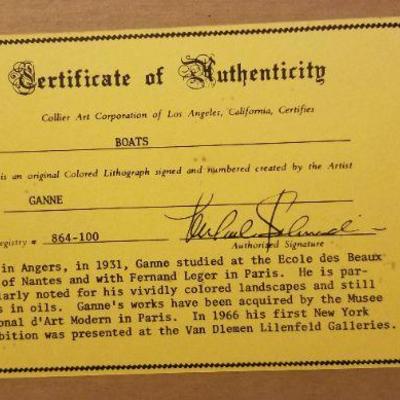 Certificate of Authenticity
Collier Art Corporation of Los Angeles, California, Certifies
BOATS
is an original Colored Lithograph signed and numbered created by the Artist
GANNE
egistry # 864-100
Authorized Signature
in Angers, in 1931, Ganne studied at the Ecole des Beaux
of Nantes and with Fernand Leger in Paris. He is par-
larly noted for his vividly colored landscapes and still
s in oils. Ganne's works have been acquired by the Musee
onal d'Art Modern in Paris. In 1966 his first New York
bition was presented at the Van Diemen Lilenfeld Galleries.